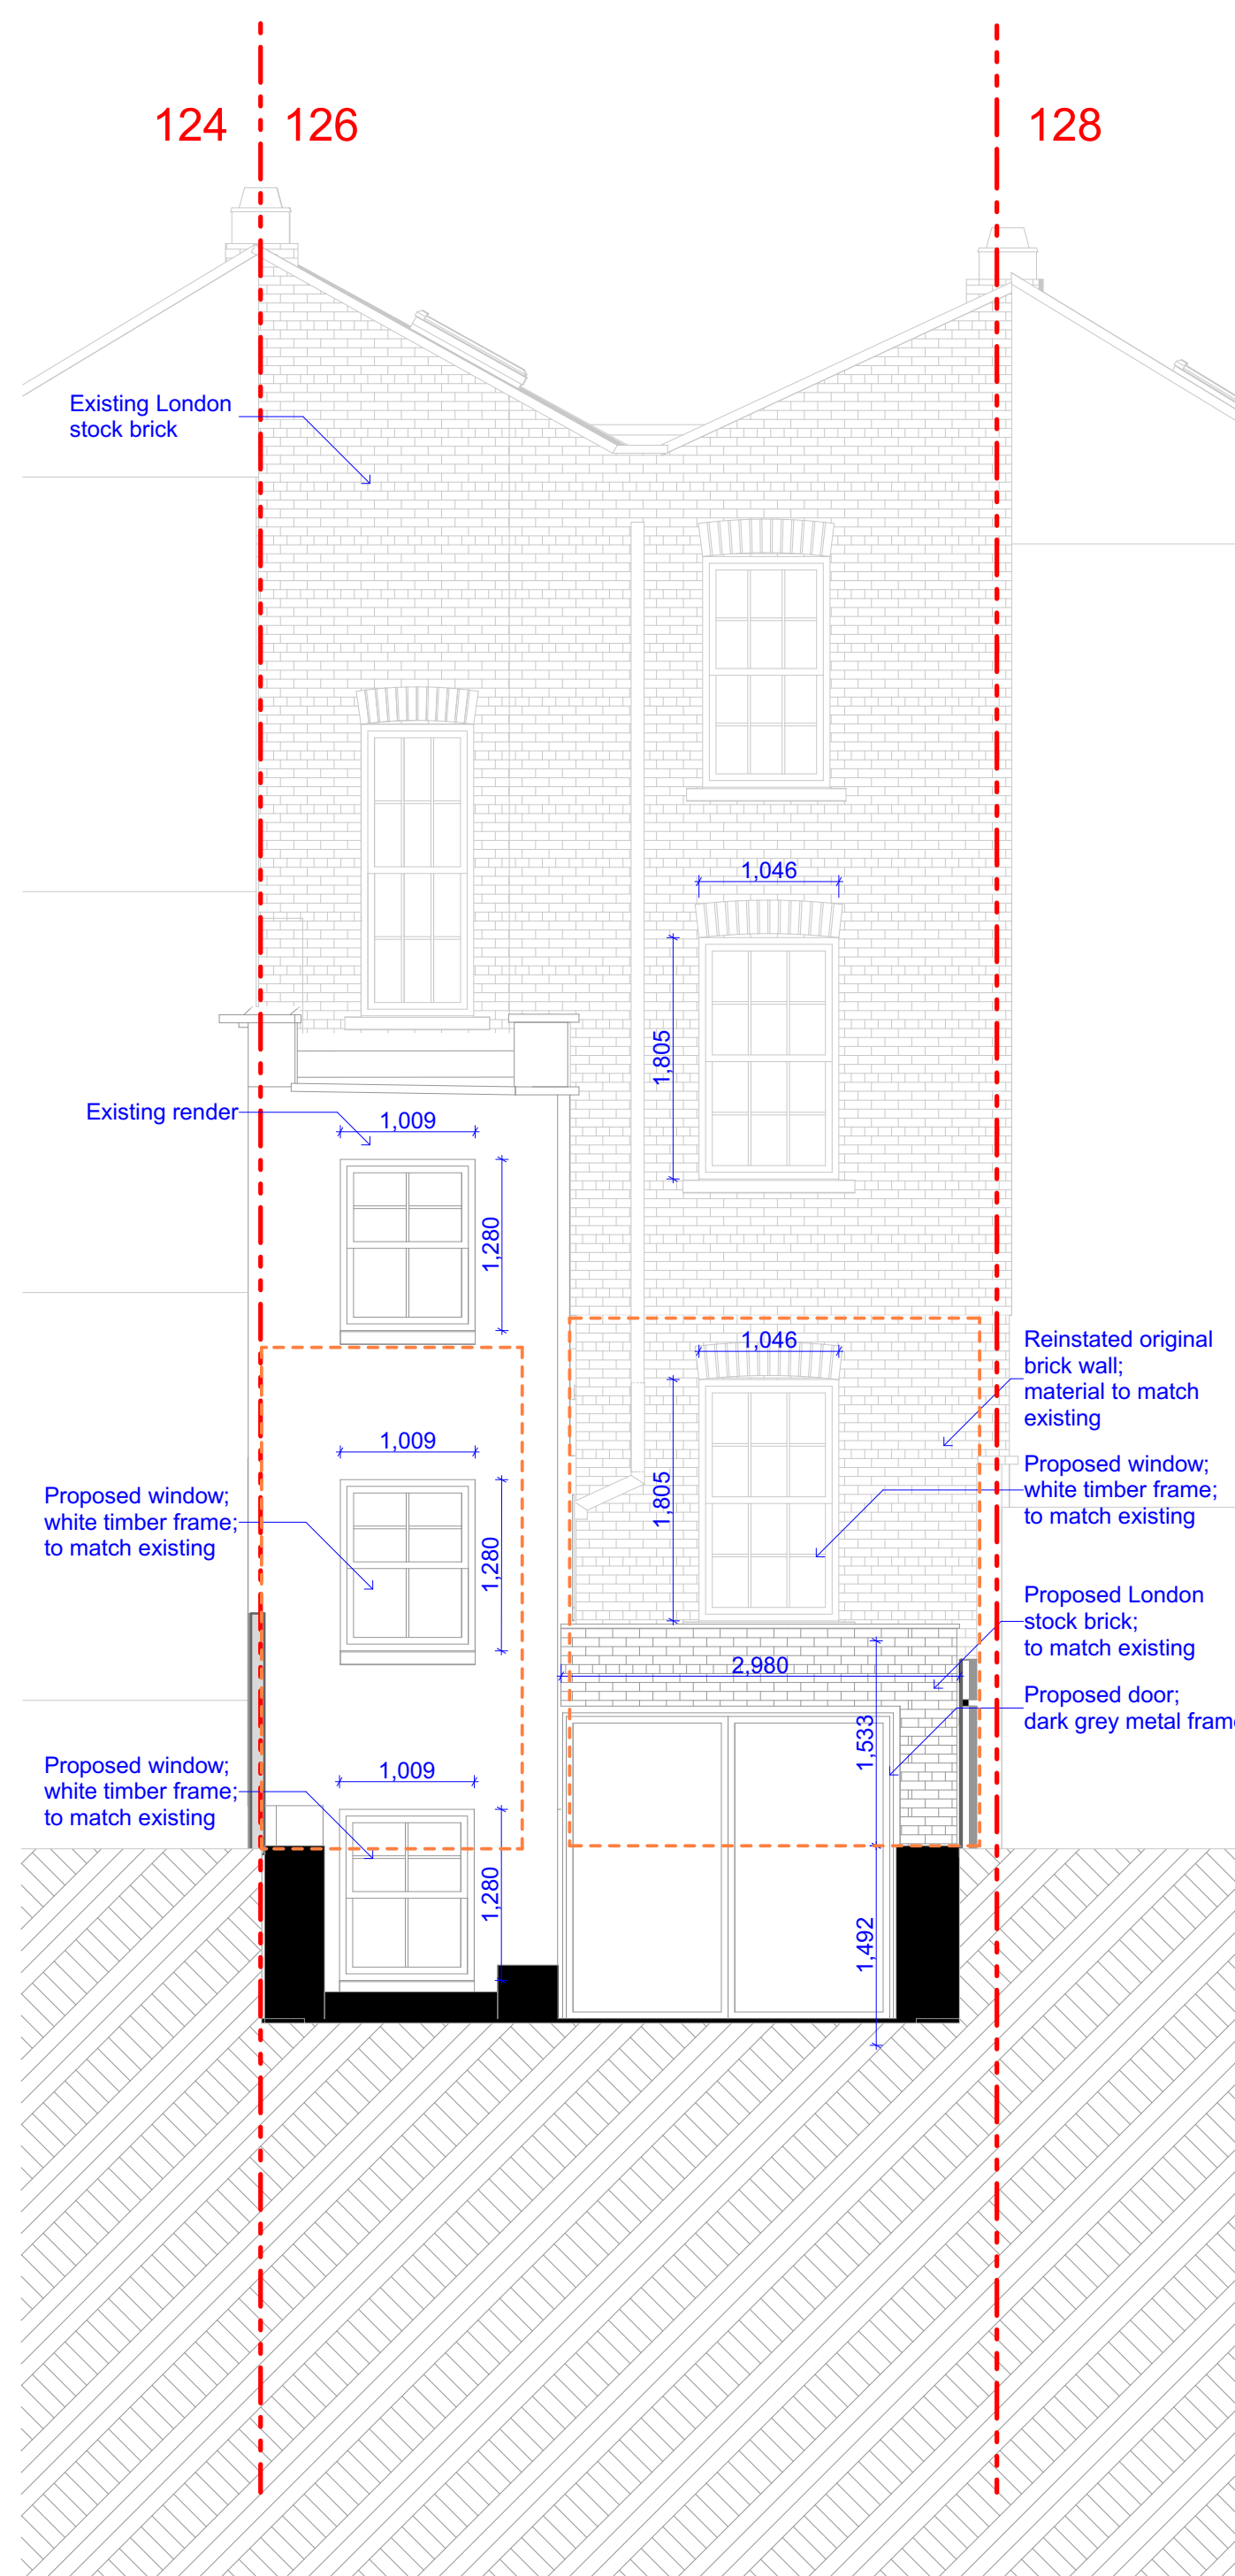 124
126
128
Existing London
stock brick
1,046
1,805
Existing render
1,009
1,280
Reinstated original
brick wall;
material to match
existing
1,046
1,009
Proposed window;
white timber frame;
to match existing
1,805
Proposed window;
white timber frame;
to match existing
1,280
Proposed London
stock brick;
to match existing
2,980
Proposed door;
dark grey metal frame
1,533
Proposed window;
white timber frame;
to match existing
1,009
1,280
1,492